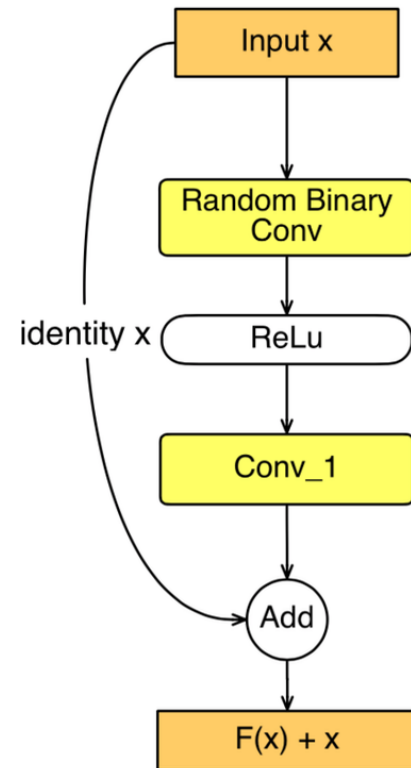 Input x
Random Binary
Conv
identity x
ReLu
Conv_1
Add
F(x) + x